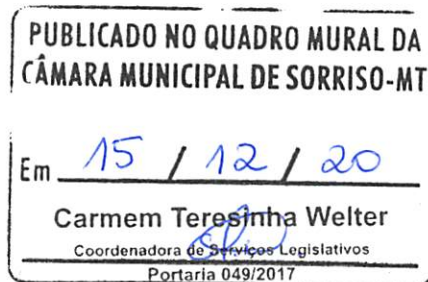 PUBLICADO NO QUADRO MURAL DA
CÂMARA MUNICIPAL DE SORRISO-MT
Em 15 / 12 / 20
Carmem Teresinha Welter
Coordenadora de Serviços Legislativos
Portaria 049/2017